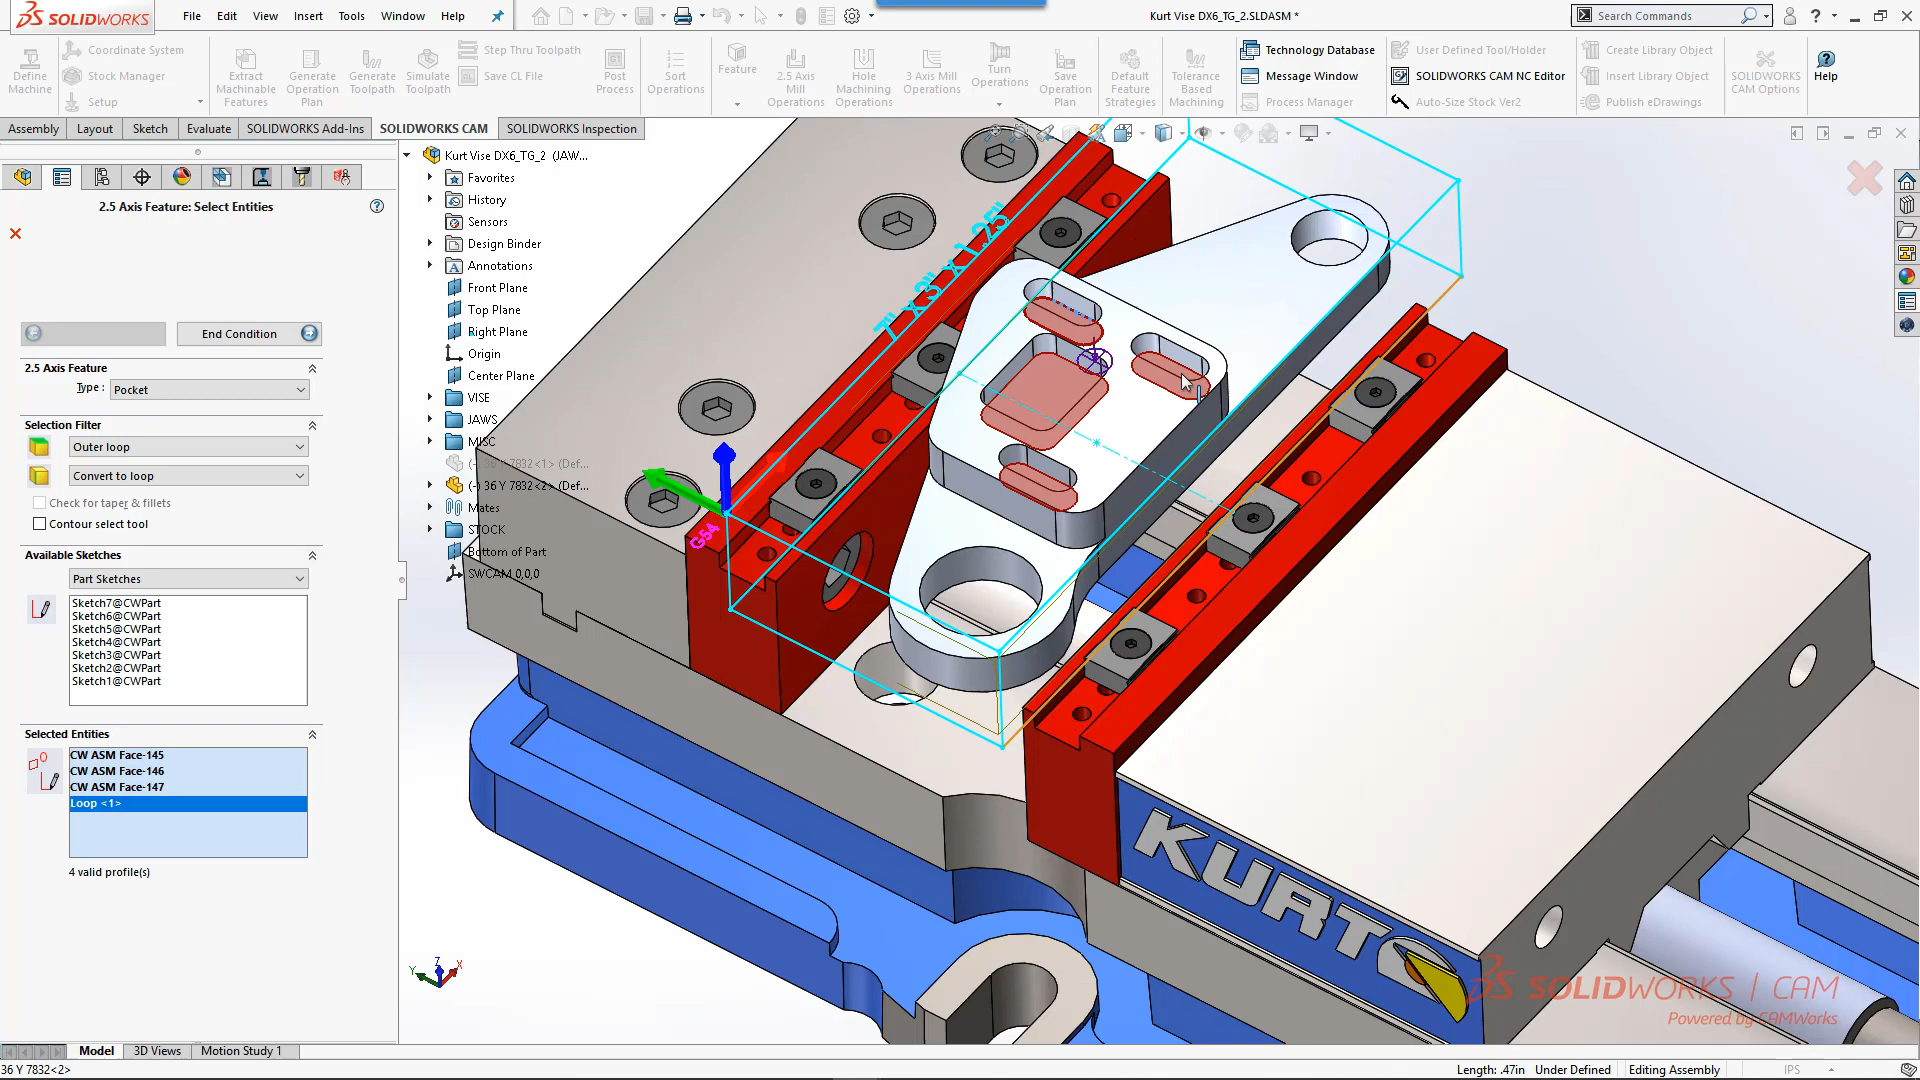 SOLIDWORKS
File Edit View Insert Tools Window Help
Kurt Vise DX6_TG_2.SLDASM *
Search Commands
Define Machine
Coordinate System
Stock Manager
Setup
Extract Machinable Features
Generate Operation Plan
Generate Toolpath
Simulate Toolpath
Step Thru Toolpath
Save CL File
Post Process
Sort Operations
Feature
2.5 Axis Mill Operations
Hole Machining Operations
3 Axis Mill Operations
Turn Operations
Save Operation Plan
Default Feature Strategies
Tolerance Based Machining
Technology Database
Message Window
Process Manager
User Defined Tool/Holder
SOLIDWORKS CAM NC Editor
Auto-Size Stock Ver2
Create Library Object
Insert Library Object
Publish eDrawings
SOLIDWORKS CAM Options
Help
Assembly Layout Sketch Evaluate SOLIDWORKS Add-Ins SOLIDWORKS CAM SOLIDWORKS Inspection
2.5 Axis Feature: Select Entities
End Condition
2.5 Axis Feature
Type : Pocket
Selection Filter
Outer loop
Convert to loop
Check for taper & fillets
Contour select tool
Available Sketches
Part Sketches
Sketch7@CWPart
Sketch6@CWPart
Sketch5@CWPart
Sketch4@CWPart
Sketch3@CWPart
Sketch2@CWPart
Sketch1@CWPart
Selected Entities
CW ASM Face-145
CW ASM Face-146
CW ASM Face-147
Loop <1>
4 valid profile(s)
Kurt Vise DX6_TG_2 (JAW...
Favorites
History
Sensors
Design Binder
Annotations
Front Plane
Top Plane
Right Plane
Origin
Center Plane
VISE
JAWS
MISC
(-) 36 Y 7832<1> (Def...
(-) 36 Y 7832<2> (Def...
Mates
STOCK
Bottom of Part
SWCAM 0,0,0
7" X 3" X 1.25"
G54
KURT
Z
Y
X
SOLIDWORKS | CAM
Powered by CAMWorks
Model 3D Views Motion Study 1
36 Y 7832<2>
Length: .47in Under Defined Editing Assembly IPS